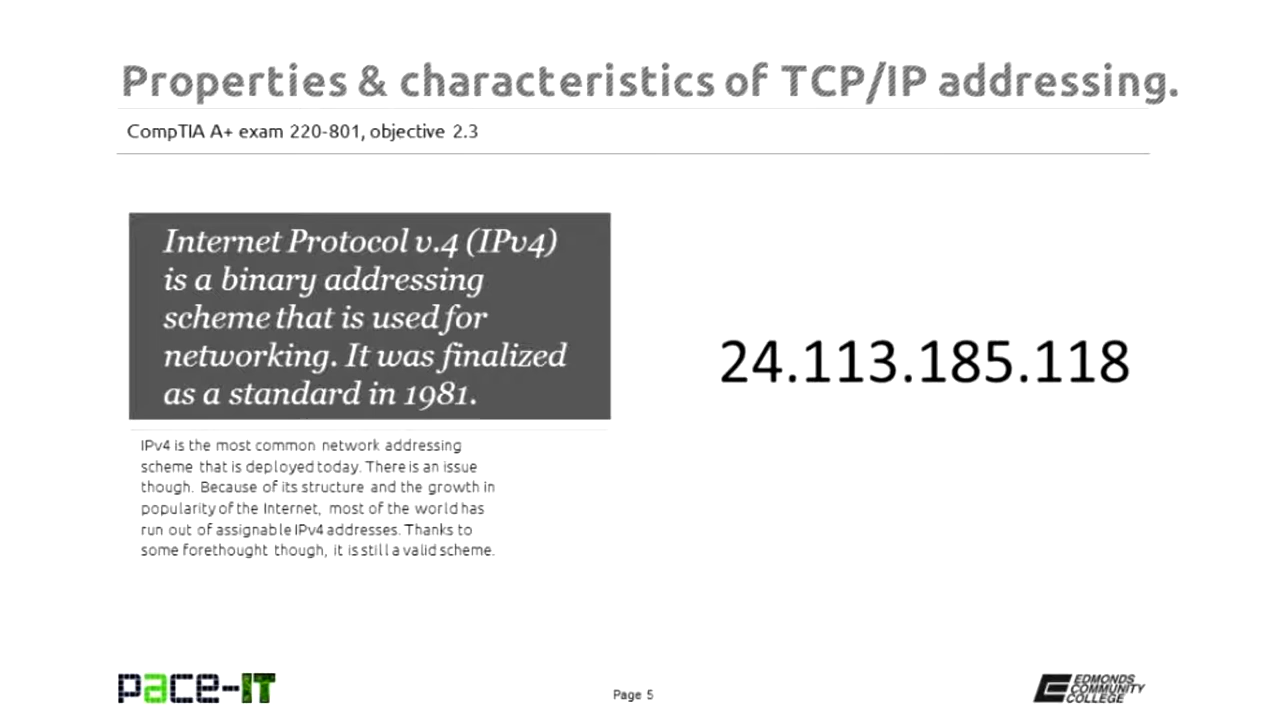 Properties & characteristics of TCP/IP addressing.
CompTIA A+ exam 220-801, objective 2.3
Internet Protocol v.4 (IPv4)
is a binary addressing
scheme that is used for
networking. It was finalized
as a standard in 1981.
24.113.185.118
IPv4 is the most common network addressing
scheme that is deployed today. There is an issue
though. Because of its structure and the growth in
popularity of the Internet, most of the world has
run out of assignable IPv4 addresses. Thanks to
some forethought though, it is still a valid scheme.
pace-IT
Page 5
EDMONDS
COMMUNITY
COLLEGE